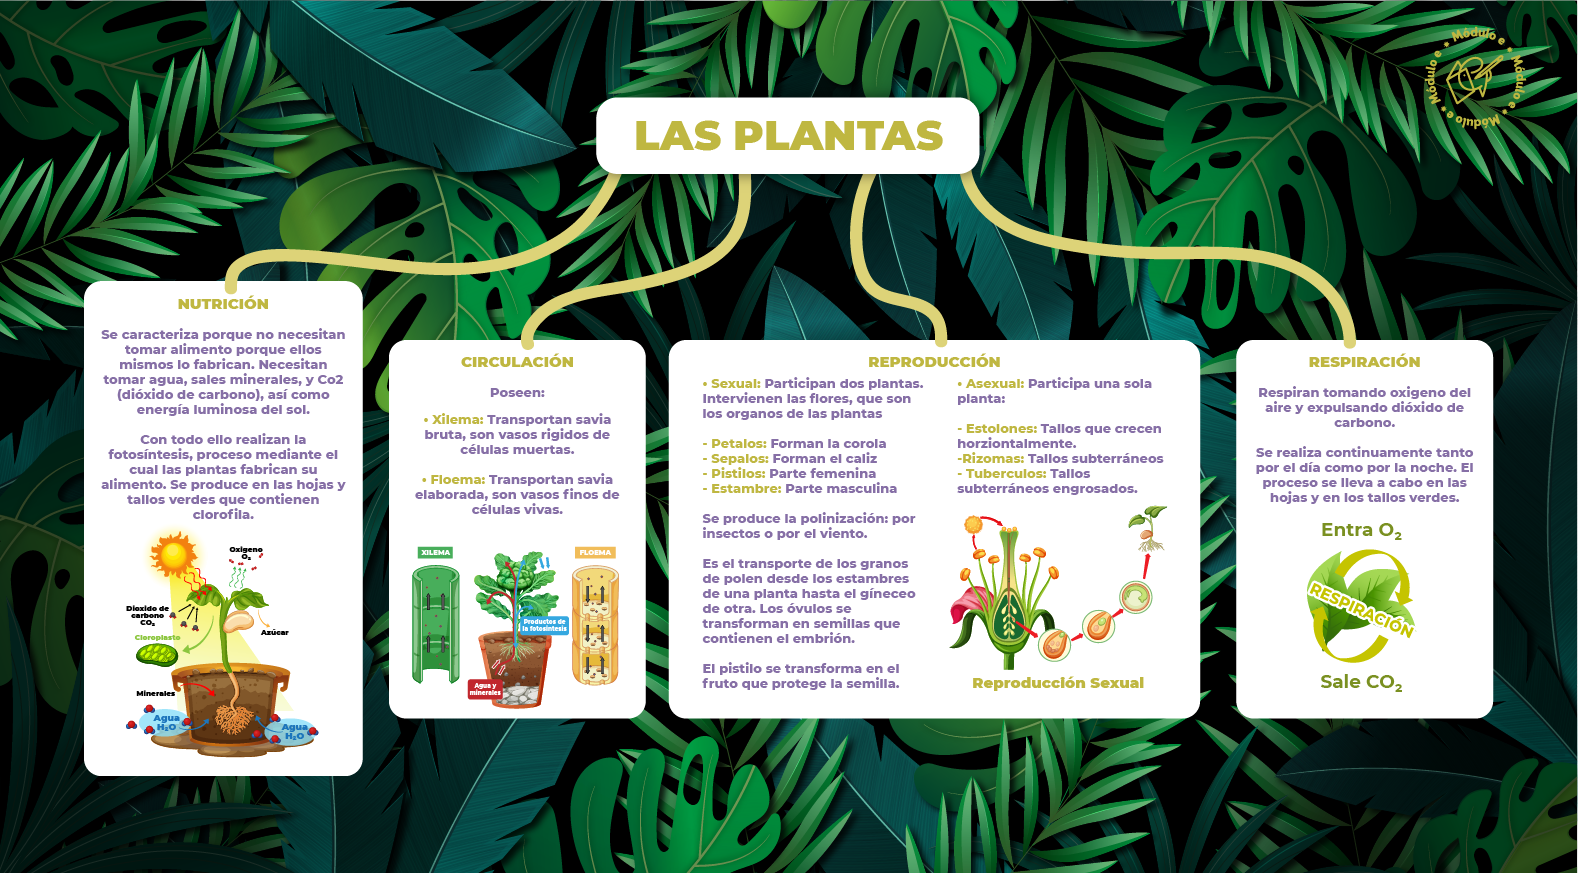 Módulo e * Módulo e * Módulo e * Módulo e *
LAS PLANTAS
NUTRICIÓN
Se caracteriza porque no necesitan
tomar alimento porque ellos
mismos lo fabrican. Necesitan
tomar agua, sales minerales, y Co2
(dióxido de carbono), así como
energía luminosa del sol.
Con todo ello realizan la
fotosíntesis, proceso mediante el
cual las plantas fabrican su
alimento. Se produce en las hojas y
tallos verdes que contienen
clorofila.
Oxigeno
O₂
Dioxido de
carbono
CO₂
Cloroplasto
Azúcar
Minerales
Agua
H₂O
Agua
H₂O
CIRCULACIÓN
Poseen:
• Xilema: Transportan savia
bruta, son vasos rigidos de
células muertas.
• Floema: Transportan savia
elaborada, son vasos finos de
células vivas.
XILEMA
FLOEMA
Productos de
la fotosintesis
Agua y
minerales
REPRODUCCIÓN
• Sexual: Participan dos plantas.
Intervienen las flores, que son
los organos de las plantas
- Petalos: Forman la corola
- Sepalos: Forman el caliz
- Pistilos: Parte femenina
- Estambre: Parte masculina
Se produce la polinización: por
insectos o por el viento.
Es el transporte de los granos
de polen desde los estambres
de una planta hasta el gíneceo
de otra. Los óvulos se
transforman en semillas que
contienen el embrión.
El pistilo se transforma en el
fruto que protege la semilla.
• Asexual: Participa una sola
planta:
- Estolones: Tallos que crecen
horziontalmente.
-Rizomas: Tallos subterráneos
- Tuberculos: Tallos
subterráneos engrosados.
Reproducción Sexual
RESPIRACIÓN
Respiran tomando oxigeno del
aire y expulsando dióxido de
carbono.
Se realiza continuamente tanto
por el día como por la noche. El
proceso se lleva a cabo en las
hojas y en los tallos verdes.
Entra O₂
RESPIRACIÓN
Sale CO₂